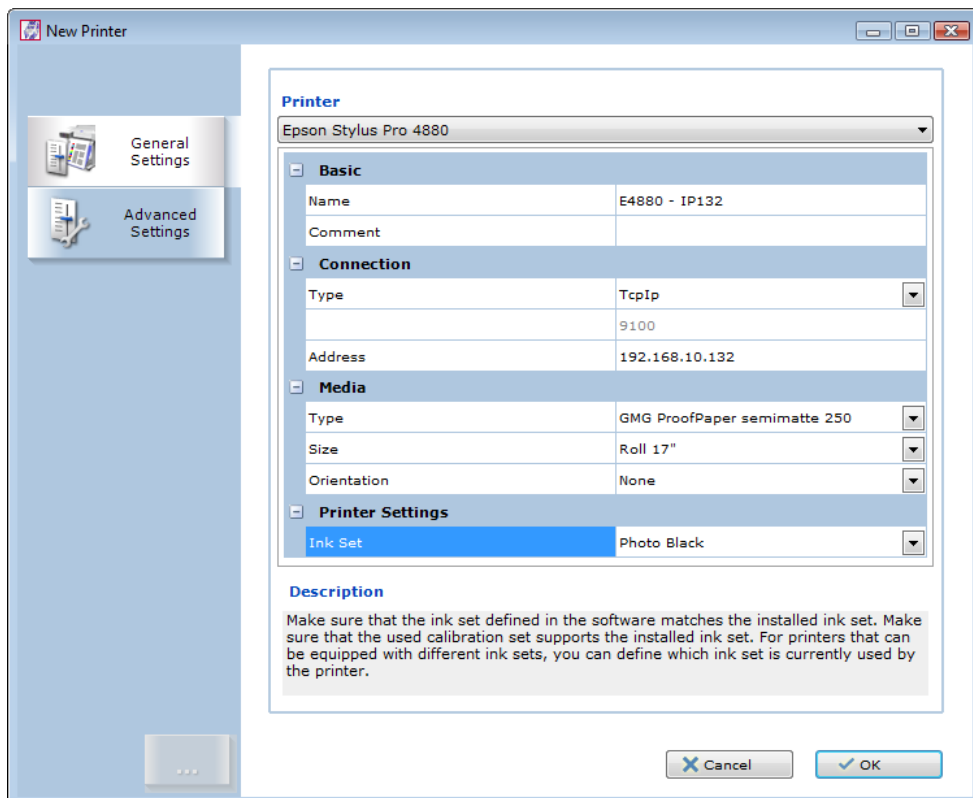 New Printer
General
Settings
Advanced
Settings
Printer
Epson Stylus Pro 4880
Basic
Name E4880 - IP132
Comment
Connection
Type TcpIp
9100
Address 192.168.10.132
Media
Type GMG ProofPaper semimatte 250
Size Roll 17"
Orientation None
Printer Settings
Ink Set Photo Black
Description
Make sure that the ink set defined in the software matches the installed ink set. Make
sure that the used calibration set supports the installed ink set. For printers that can
be equipped with different ink sets, you can define which ink set is currently used by
the printer.
...
Cancel OK